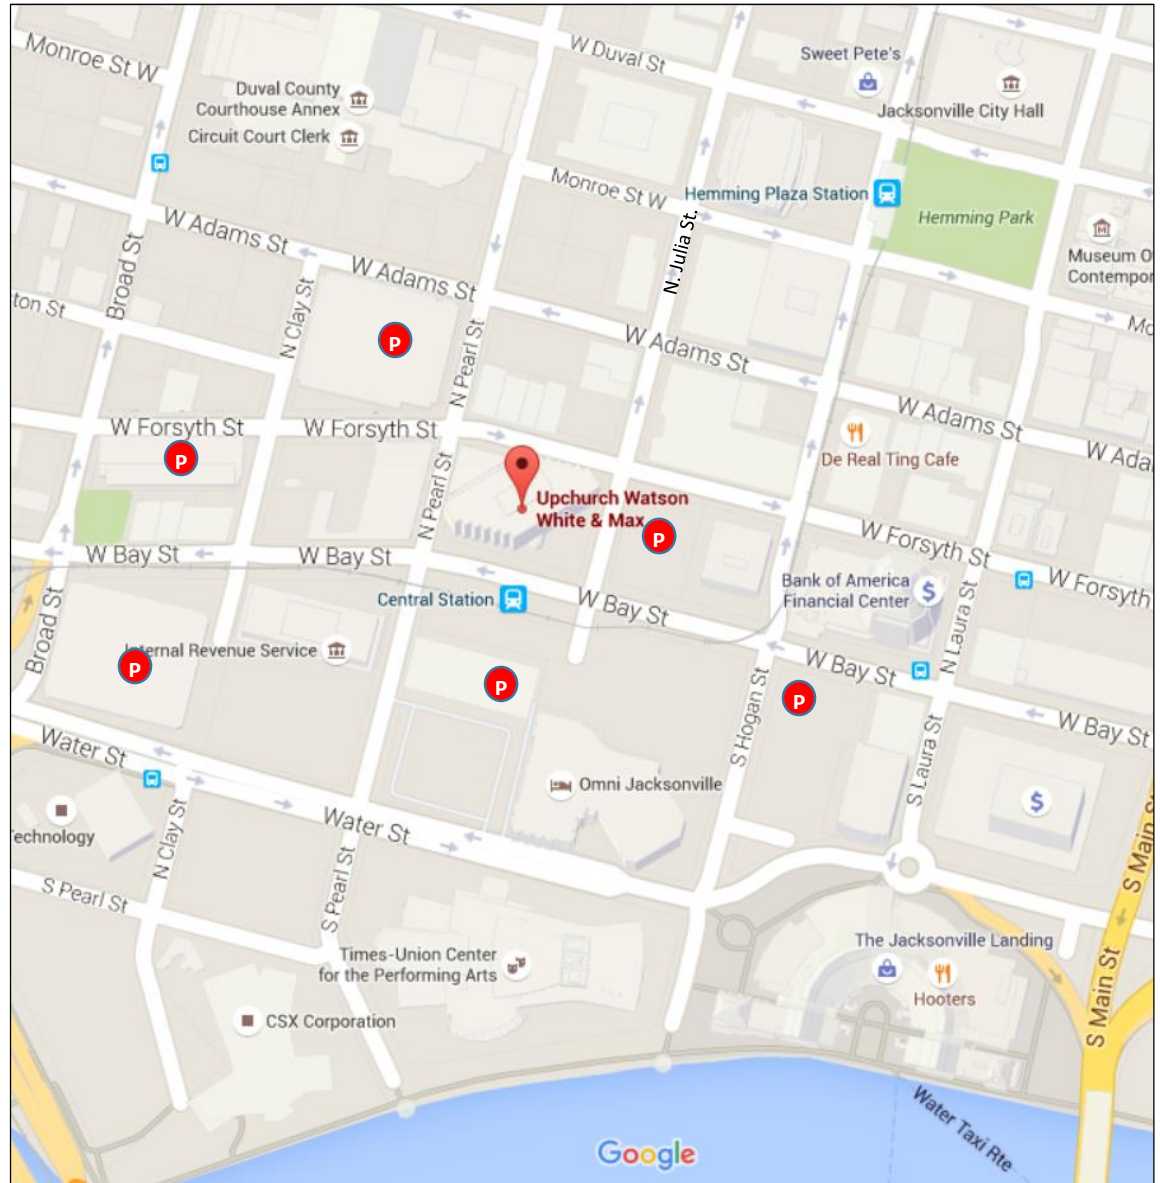 Monroe St W
W Duval St
Sweet Pete's
Duval County
Courthouse Annex
Jacksonville City Hall
Circuit Court Clerk
Monroe St W
Hemming Plaza Station
Hemming Park
W Adams St
Broad St
N. Julia St.
Museum O
Contempor
W Adams St
ton St
N Clay St
P
N Pearl St
W Adams St
Mo
W Adams St
W Forsyth St
W Forsyth St
P
De Real Ting Cafe
W Ada
N Pearl St
Upchurch Watson
White & Max
P
W Forsyth St
W Bay St
W Bay St
Bank of America
Financial Center
$
W Forsyth
Central Station
W Bay St
Broad St
N Laura St
Internal Revenue Service
P
P
W Bay St
P
S Hogan St
W Bay St
Water St
S Laura St
Omni Jacksonville
$
echnology
N Clay St
Water St
S Main St
S Pearl St
S Pearl St
Times-Union Center
for the Performing Arts
The Jacksonville Landing
Hooters
CSX Corporation
S Main St
Water Taxi Rte
Google